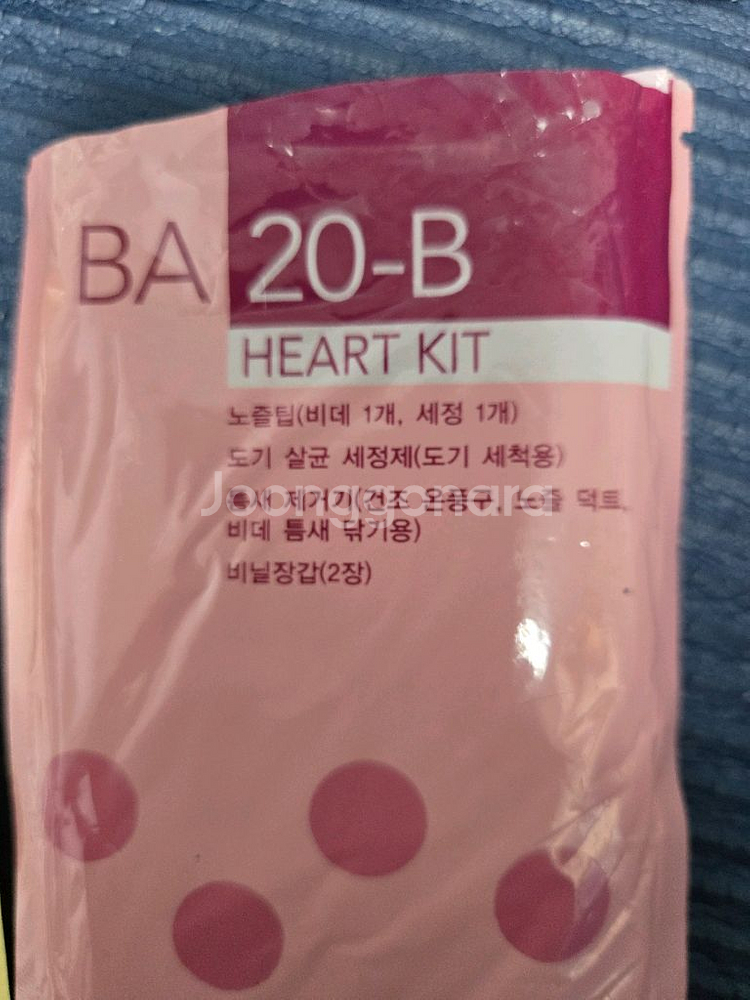 BA 20-B
HEART KIT
노즐팁(비데 1개, 세정 1개)
도기 살균 세정제(도기 세척용)
틈새 제거기(건조 온풍구, 노즐 덕트,
Joonggonara
비데 틈새 닦기용)
비닐장갑(2장)